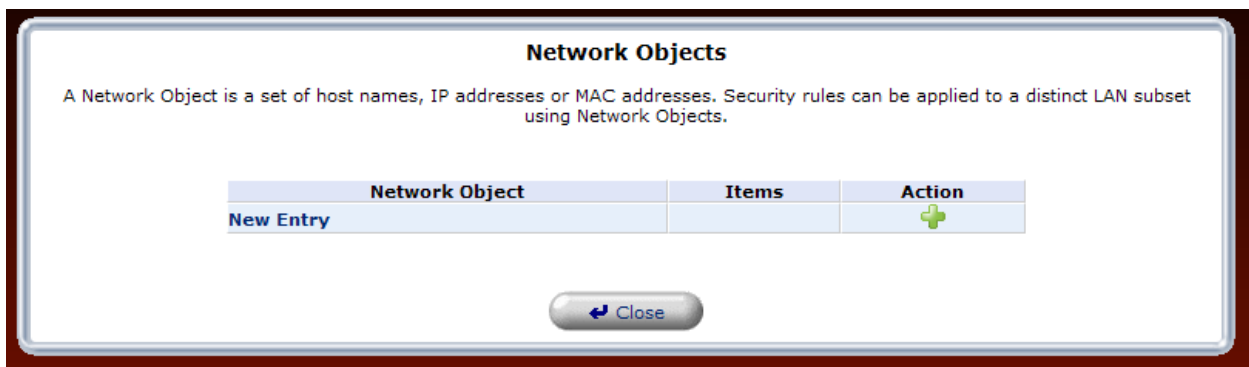 Network Objects
A Network Object is a set of host names, IP addresses or MAC addresses. Security rules can be applied to a distinct LAN subset
using Network Objects.
Network Object Items Action
New Entry
Close